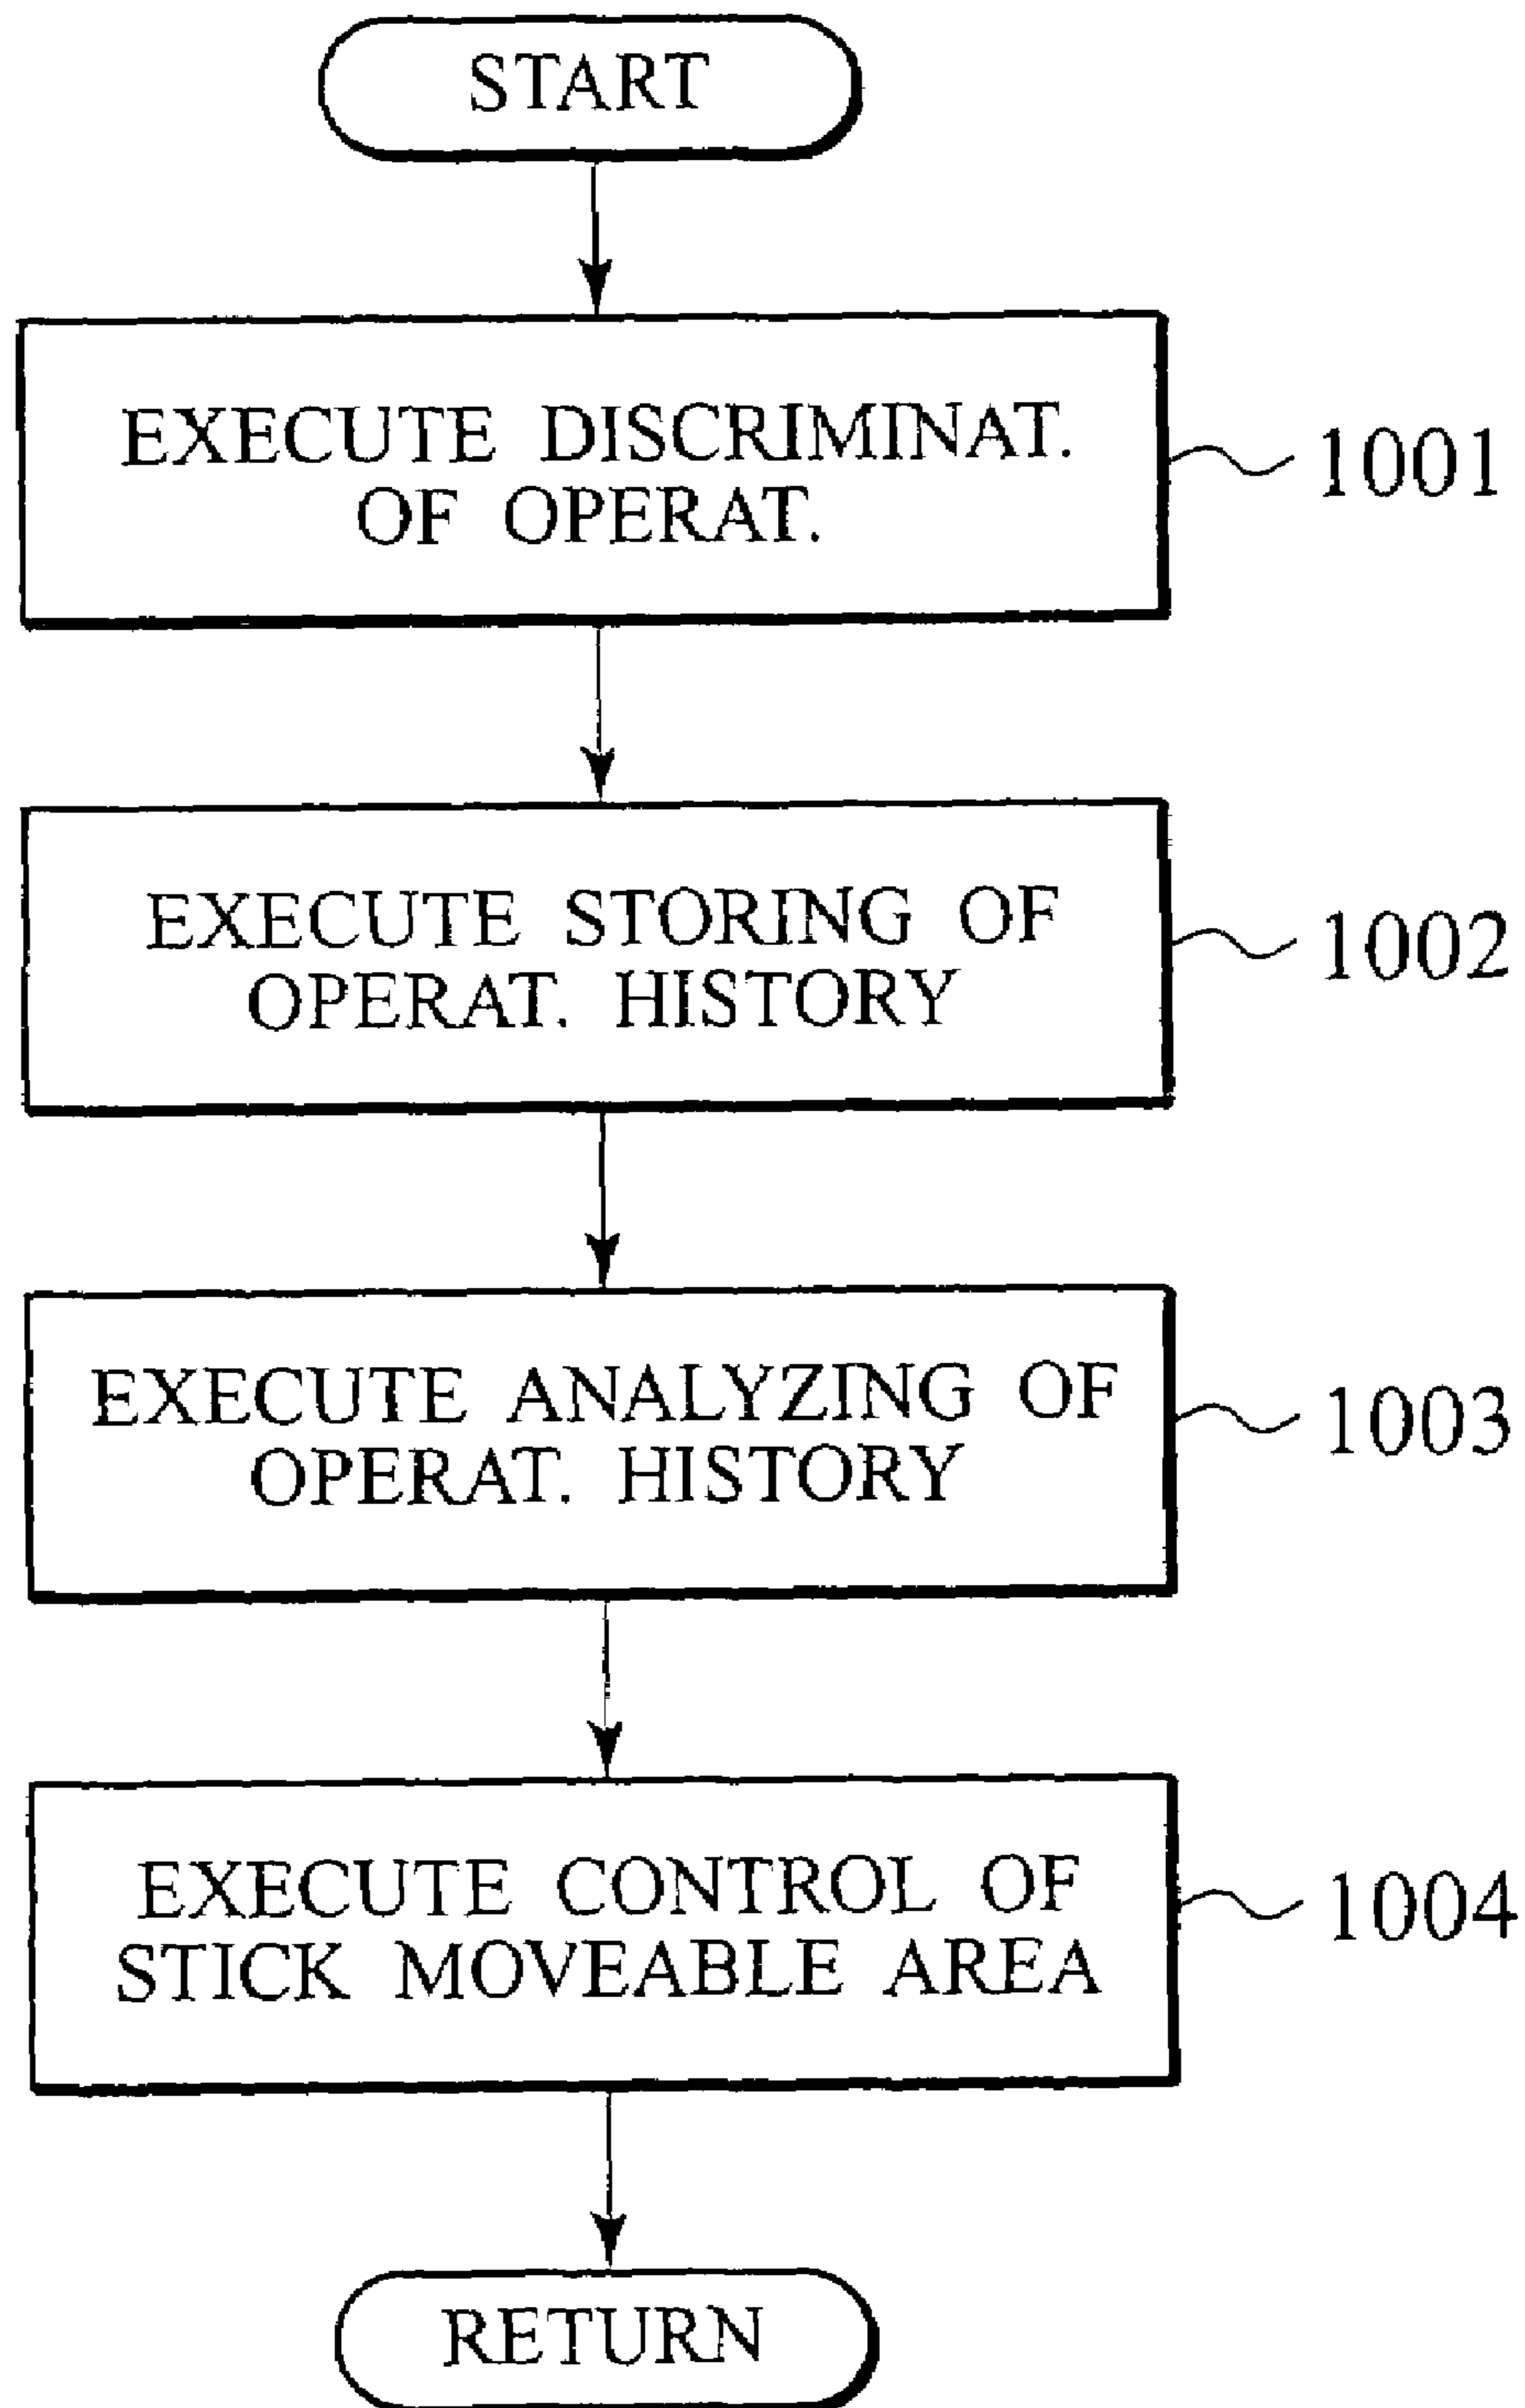 START
EXECUTE DISCRIMINAT.
OF OPERAT.
1001
EXECUTE STORING OF
OPERAT. HISTORY
1002
EXECUTE ANALYZING OF
OPERAT. HISTORY
1003
EXECUTE CONTROL OF
STICK MOVEABLE AREA
1004
RETURN